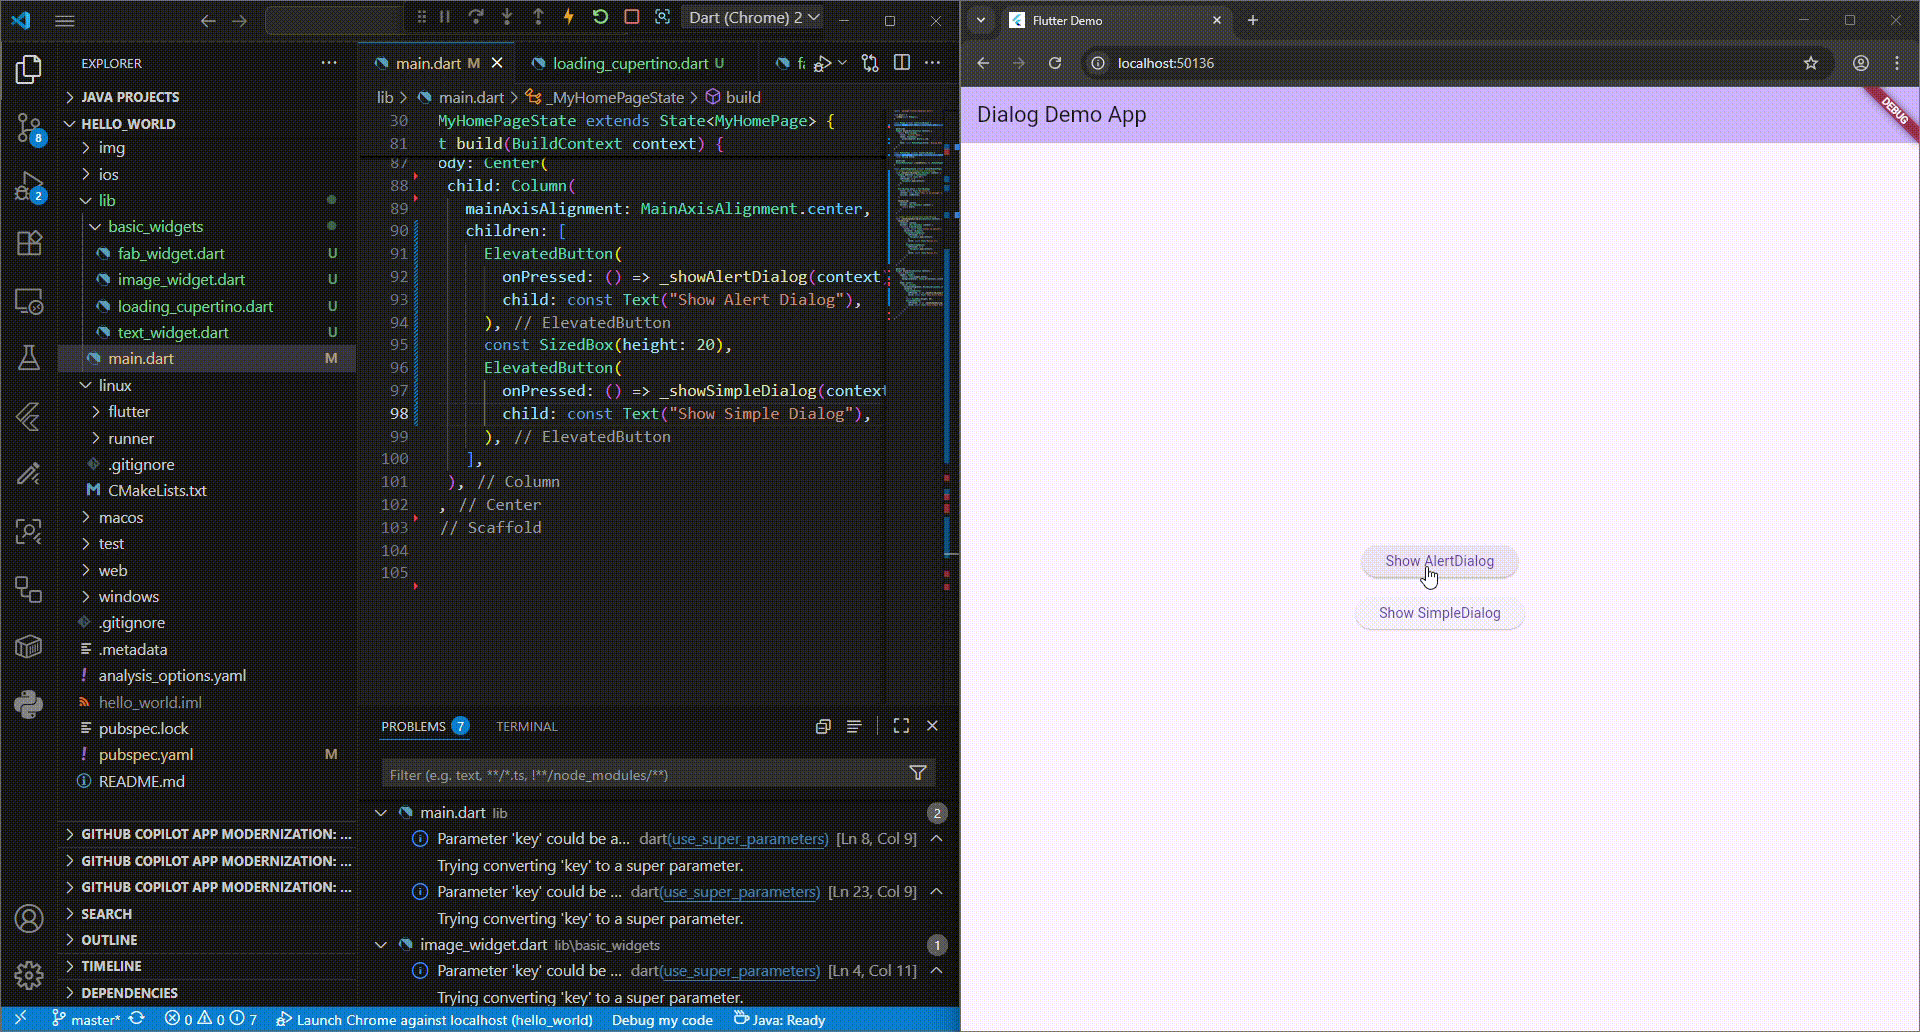 Dart (Chrome) 2
EXPLORER
JAVA PROJECTS
HELLO_WORLD
img
ios
lib
basic_widgets
fab_widget.dart U
image_widget.dart U
loading_cupertino.dart U
text_widget.dart U
main.dart M
linux
flutter
runner
.gitignore
CMakeLists.txt
macos
test
web
windows
.gitignore
.metadata
analysis_options.yaml
hello_world.iml
pubspec.lock
pubspec.yaml M
README.md
GITHUB COPILOT APP MODERNIZATION: ...
GITHUB COPILOT APP MODERNIZATION: ...
GITHUB COPILOT APP MODERNIZATION: ...
SEARCH
OUTLINE
TIMELINE
DEPENDENCIES
8
2
main.dart M loading_cupertino.dart U
lib > main.dart > _MyHomePageState > build
30 MyHomePageState extends State<MyHomePage> {
81 t build(BuildContext context) {
87 ody: Center(
88 child: Column(
89 mainAxisAlignment: MainAxisAlignment.center,
90 children: [
91 ElevatedButton(
92 onPressed: () => _showAlertDialog(context
93 child: const Text("Show Alert Dialog"),
94 ), // ElevatedButton
95 const SizedBox(height: 20),
96 ElevatedButton(
97 onPressed: () => _showSimpleDialog(context
98 child: const Text("Show Simple Dialog"),
99 ), // ElevatedButton
100 ],
101 ), // Column
102 , // Center
103 // Scaffold
104
105
PROBLEMS 7 TERMINAL
Filter (e.g. text, **/*.ts, !**/node_modules/**)
main.dart lib 2
Parameter 'key' could be a... dart(use_super_parameters) [Ln 8, Col 9]
Trying converting 'key' to a super parameter.
Parameter 'key' could be ... dart(use_super_parameters) [Ln 23, Col 9]
Trying converting 'key' to a super parameter.
image_widget.dart lib\basic_widgets 1
Parameter 'key' could be ... dart(use_super_parameters) [Ln 4, Col 11]
Trying converting 'key' to a super parameter.
master* 0 0 7 Launch Chrome against localhost (hello_world) Debug my code Java: Ready
Flutter Demo
localhost:50136
Dialog Demo App
DEBUG
Show AlertDialog
Show SimpleDialog